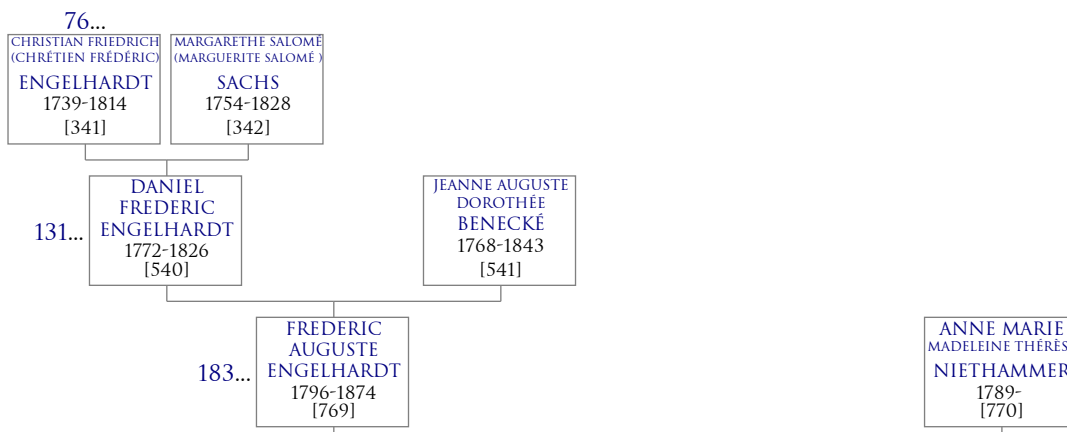 76...
CHRISTIAN FRIEDRICH
(CHRÉTIEN FRÉDÉRIC)
ENGELHARDT
1739-1814
[341]
MARGARETHE SALOMÉ
(MARGUERITE SALOMÉ )
SACHS
1754-1828
[342]
131...
DANIEL
FREDERIC
ENGELHARDT
1772-1826
[540]
JEANNE AUGUSTE
DOROTHÉE
BENECKÉ
1768-1843
[541]
183...
FREDERIC
AUGUSTE
ENGELHARDT
1796-1874
[769]
ANNE MARIE
MADELEINE THÉRÈS
NIETHAMMER
1789-
[770]